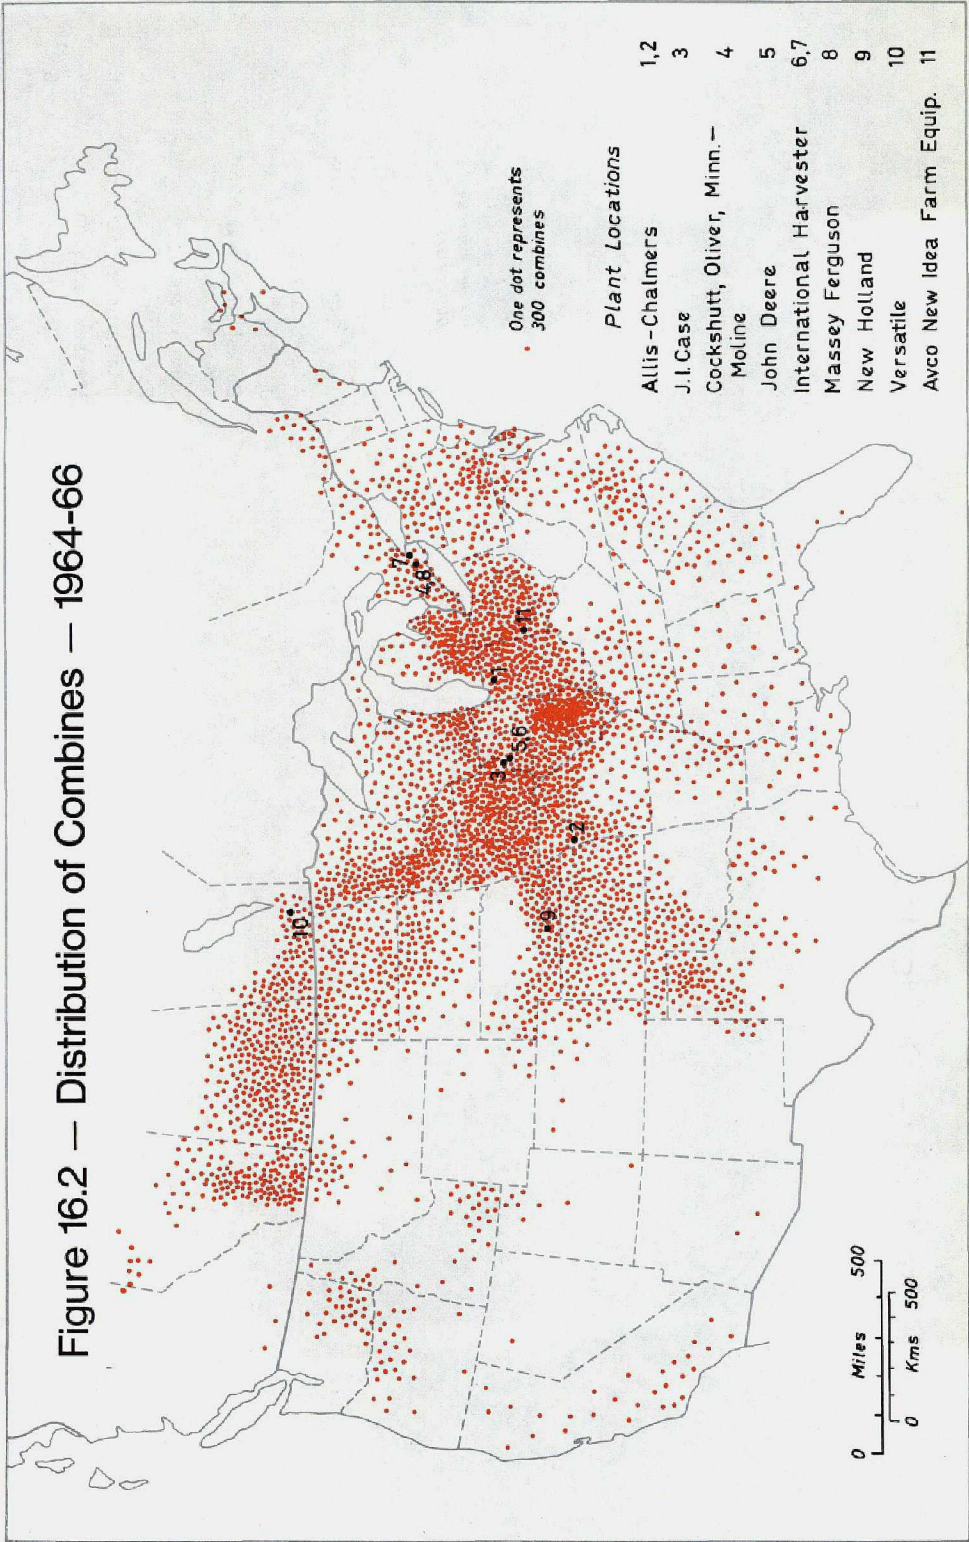 Figure 16.2 — Distribution of Combines — 1964-66
10
7
4,8
1
11
3
5,6
2
9
One dot represents
300 combines
Plant Locations
Allis-Chalmers 1,2
J.I.Case 3
Cockshutt, Oliver, Minn.—
Moline 4
John Deere 5
International Harvester 6,7
Massey Ferguson 8
New Holland 9
Versatile 10
Avco New Idea Farm Equip. 11
0 Miles 500
0 Kms 500